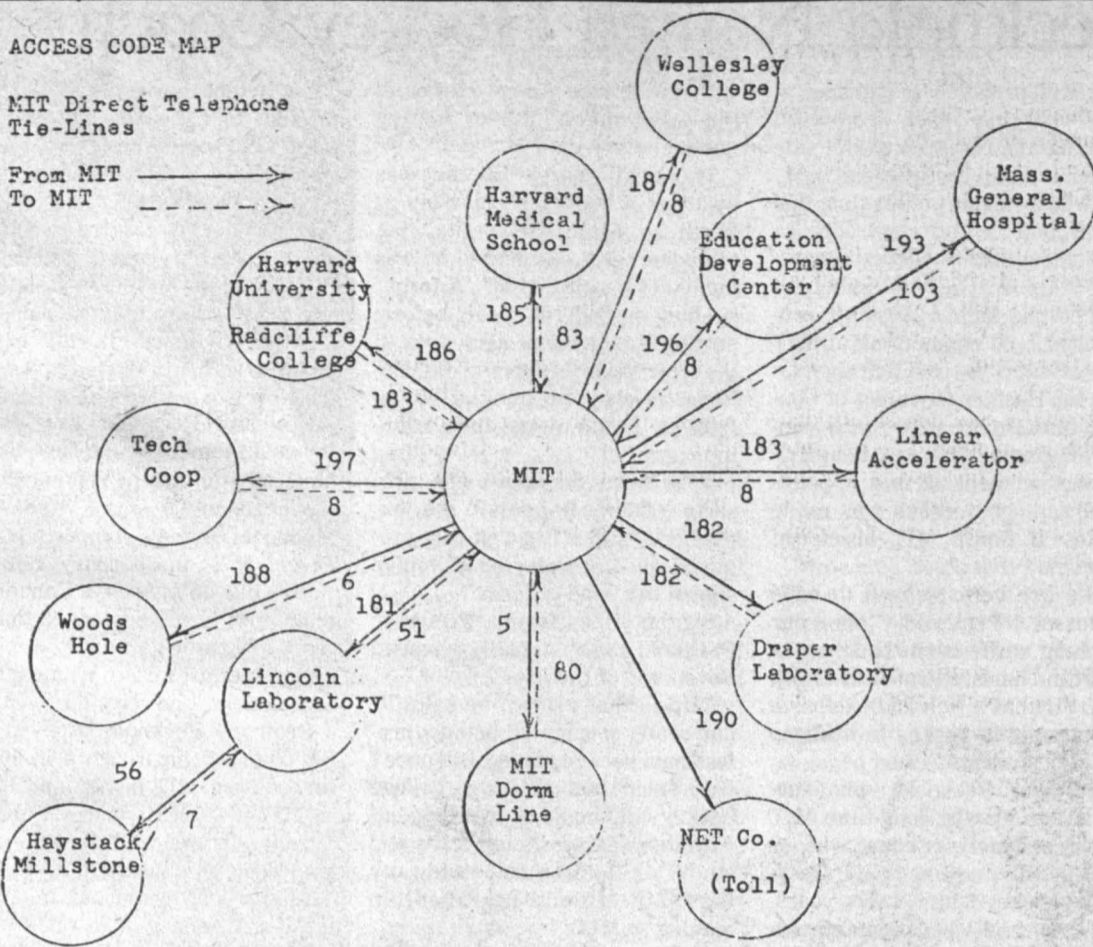 ACCESS CODE MAP
MIT Direct Telephone
Tie-Lines
From MIT
To MIT
Wellesley
College
Harvard
Medical
School
187
8
Mass.
General
Hospital
Education
Development
Center
193
103
Harvard
University
Radcliffe
College
185
83
196
8
186
183
Tech
Coop
197
8
MIT
183
8
Linear
Accelerator
188
6
181
51
182
182
Woods
Hole
Lincoln
Laboratory
5
80
Draper
Laboratory
190
56
7
Haystack/
Millstone
MIT
Dorm
Line
NET Co.
(Toll)